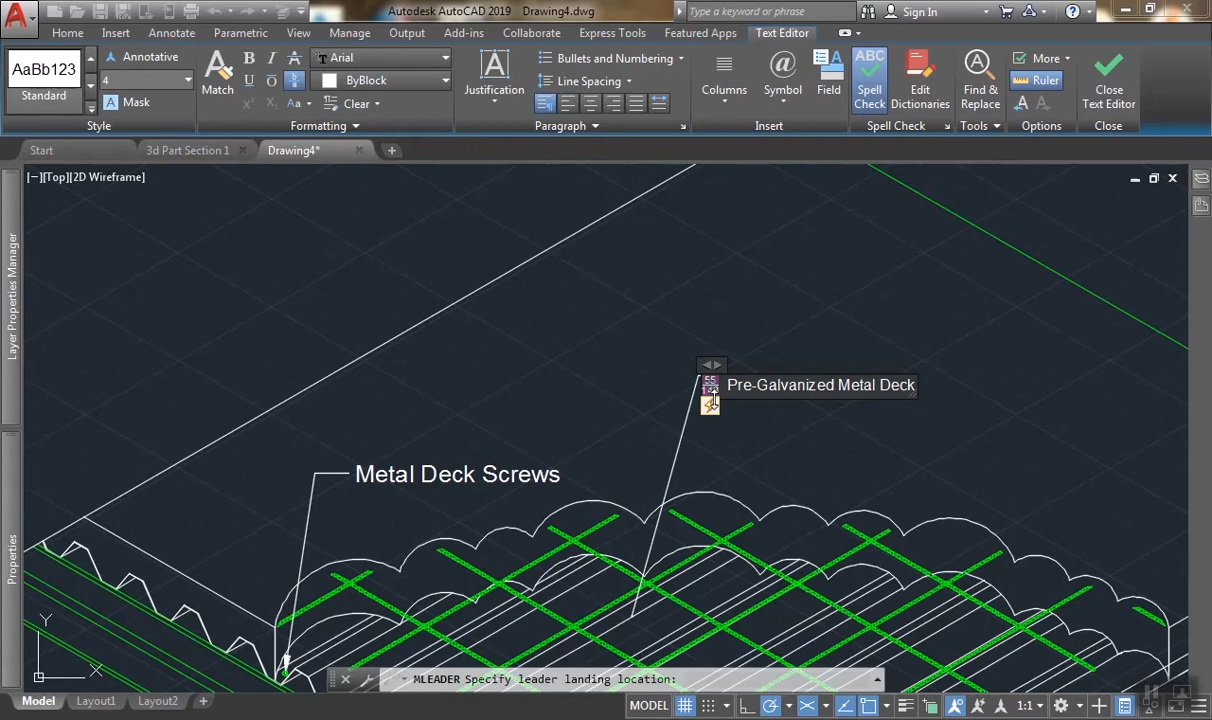 Autodesk AutoCAD 2019 Drawing4.dwg
Type a keyword or phrase
Sign In
Home Insert Annotate Parametric View Manage Output Add-ins Collaborate Express Tools Featured Apps Text Editor
AaBb123
Standard
Annotative
4
Mask
Style
Match
B I A Arial
U O ByBlock
Aa Clear
Formatting
Justification
Bullets and Numbering
Line Spacing
Paragraph
Columns
Symbol
Field
Insert
ABC
Spell
Check
Edit
Dictionaries
Spell Check
Find &
Replace
Tools
More
Ruler
Options
Close
Text Editor
Close
Start 3d Part Section 1 Drawing4*
[−][Top][2D Wireframe]
Layer Properties Manager
Properties
Pre-Galvanized Metal Deck
Metal Deck Screws
Y
X
MLEADER Specify leader landing location:
Model Layout1 Layout2
MODEL
1:1